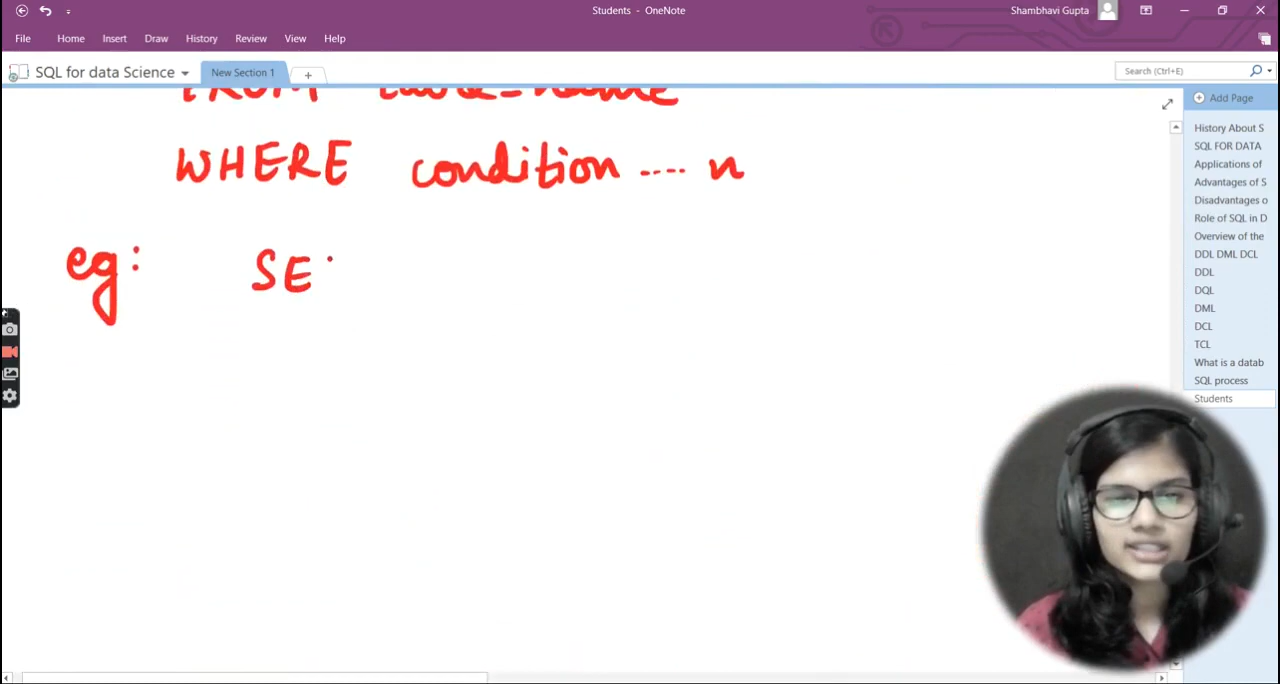 Students - OneNote
Shambhavi Gupta
File Home Insert Draw History Review View Help
SQL for data Science
New Section 1
+
Search (Ctrl+E)
Add Page
FROM table_name
WHERE condition .... n
eg: SE
History About S
SQL FOR DATA
Applications of
Advantages of S
Disadvantages o
Role of SQL in D
Overview of the
DDL DML DCL
DDL
DQL
DML
DCL
TCL
What is a datab
SQL process
Students